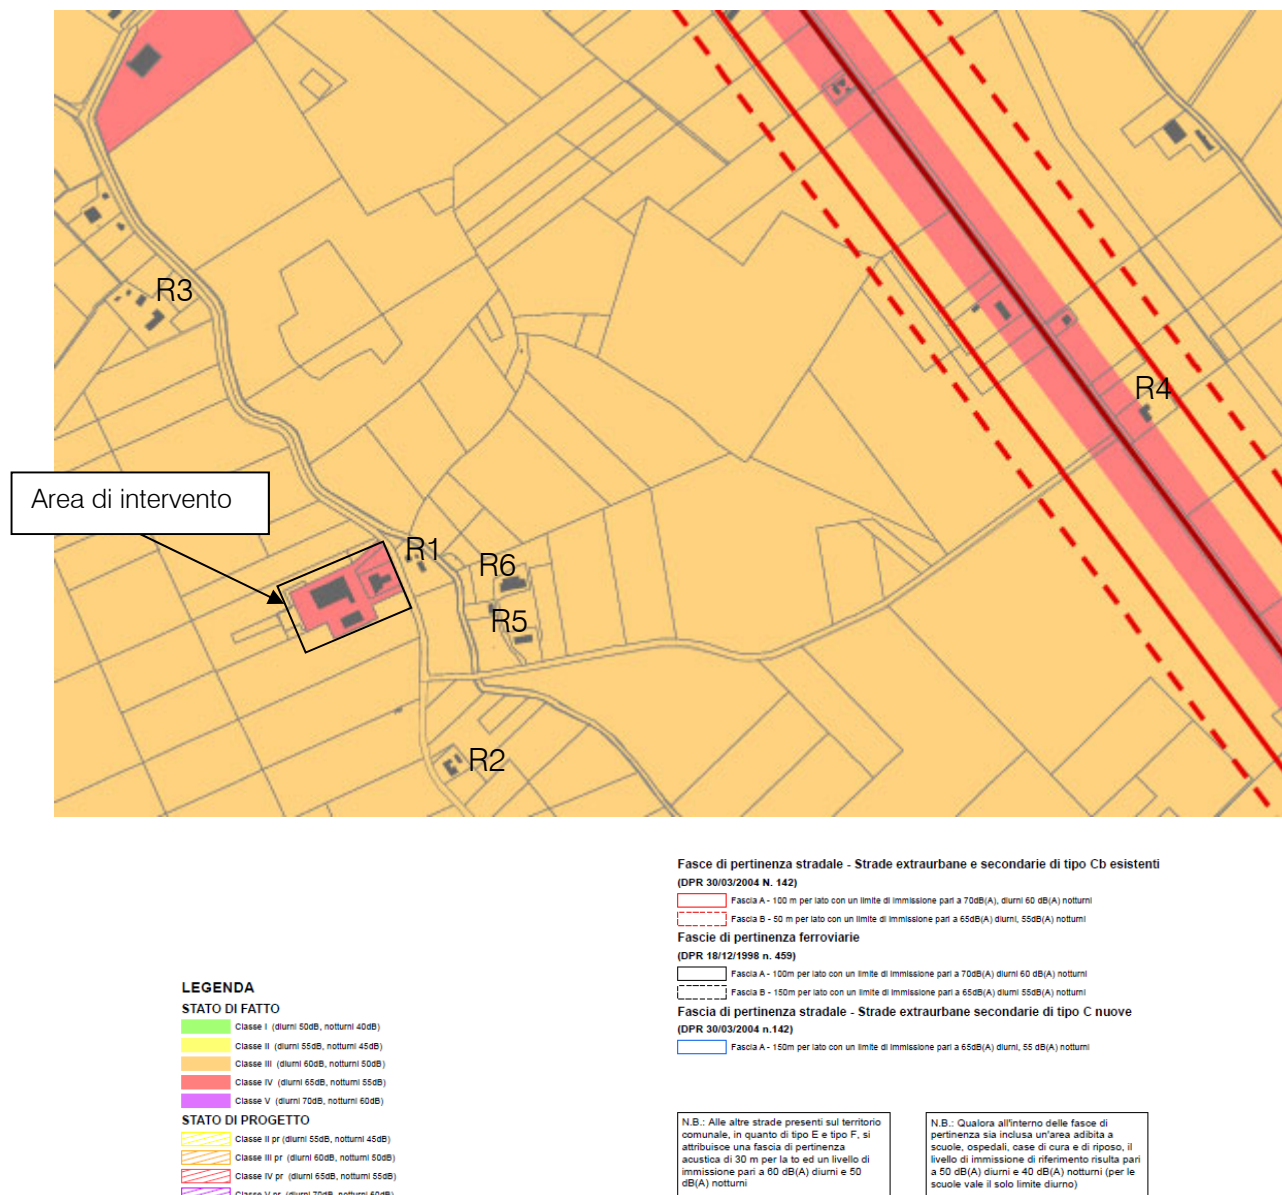 R3
R4
Area di intervento
R1
R6
R5
R2
LEGENDA
STATO DI FATTO
Classe I (diurni 50dB, notturni 40dB)
Classe II (diurni 55dB, notturni 45dB)
Classe III (diurni 60dB, notturni 50dB)
Classe IV (diurni 65dB, notturni 55dB)
Classe V (diurni 70dB, notturni 60dB)
STATO DI PROGETTO
Classe II pr (diurni 55dB, notturni 45dB)
Classe III pr (diurni 60dB, notturni 50dB)
Classe IV pr (diurni 65dB, notturni 55dB)
Classe V pr (diurni 70dB, notturni 60dB)
Fasce di pertinenza stradale - Strade extraurbane e secondarie di tipo Cb esistenti
(DPR 30/03/2004 N. 142)
Fascia A - 100 m per lato con un limite di immissione pari a 70dB(A), diurni 60 dB(A) notturni
Fascia B - 50 m per lato con un limite di immissione pari a 65dB(A) diurni, 55dB(A) notturni
Fascie di pertinenza ferroviarie
(DPR 18/12/1998 n. 459)
Fascia A - 100m per lato con un limite di immissione pari a 70dB(A) diurni 60 dB(A) notturni
Fascia B - 150m per lato con un limite di immissione pari a 65dB(A) diurni 55dB(A) notturni
Fascia di pertinenza stradale - Strade extraurbane secondarie di tipo C nuove
(DPR 30/03/2004 n.142)
Fascia A - 150m per lato con un limite di immissione pari a 65dB(A) diurni, 55 dB(A) notturni
N.B.: Alle altre strade presenti sul territorio
comunale, in quanto di tipo E e tipo F, si
attribuisce una fascia di pertinenza
acustica di 30 m per la to ed un livello di
immissione pari a 60 dB(A) diurni e 50
dB(A) notturni
N.B.: Qualora all'interno delle fasce di
pertinenza sia inclusa un'area adibita a
scuole, ospedali, case di cura e di riposo, il
livello di immissione di riferimento risulta pari
a 50 dB(A) diurni e 40 dB(A) notturni (per le
scuole vale il solo limite diurno)